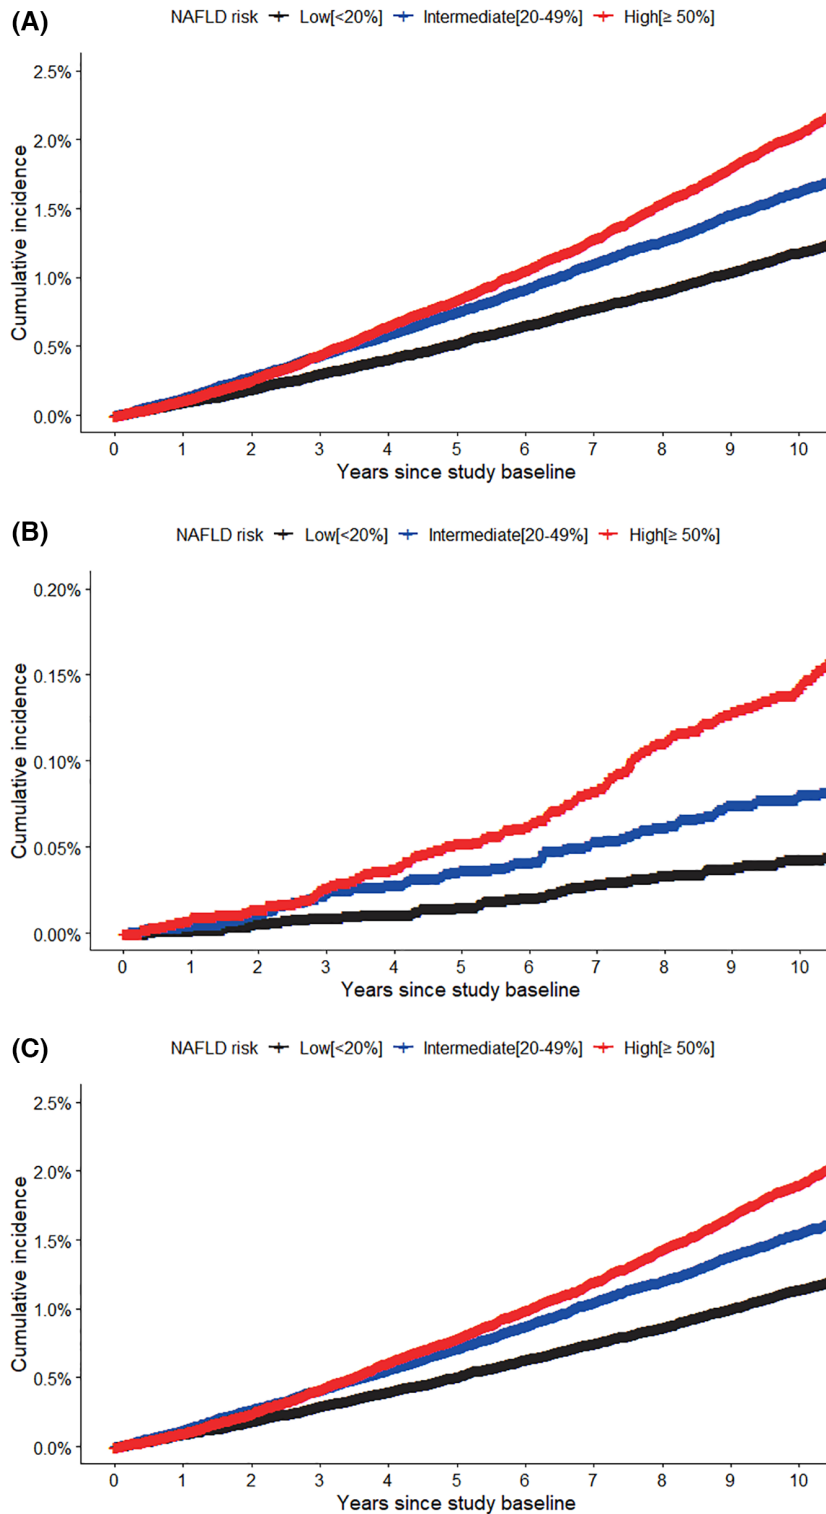 (A)
NAFLD risk Low[<20%] Intermediate[20-49%] High[≥ 50%]
2.5%
2.0%
1.5%
1.0%
0.5%
0.0%
Cumulative incidence
0 1 2 3 4 5 6 7 8 9 10
Years since study baseline
(B)
NAFLD risk Low[<20%] Intermediate[20-49%] High[≥ 50%]
0.20%
0.15%
0.10%
0.05%
0.00%
Cumulative incidence
0 1 2 3 4 5 6 7 8 9 10
Years since study baseline
(C)
NAFLD risk Low[<20%] Intermediate[20-49%] High[≥ 50%]
2.5%
2.0%
1.5%
1.0%
0.5%
0.0%
Cumulative incidence
0 1 2 3 4 5 6 7 8 9 10
Years since study baseline